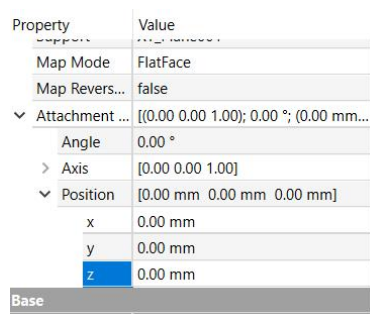 Property Value
Map Mode FlatFace
Map Revers... false
Attachment ... [(0.00 0.00 1.00); 0.00 °; (0.00 mm...
Angle 0.00 °
Axis [0.00 0.00 1.00]
Position [0.00 mm 0.00 mm 0.00 mm]
x 0.00 mm
y 0.00 mm
z 0.00 mm
Base